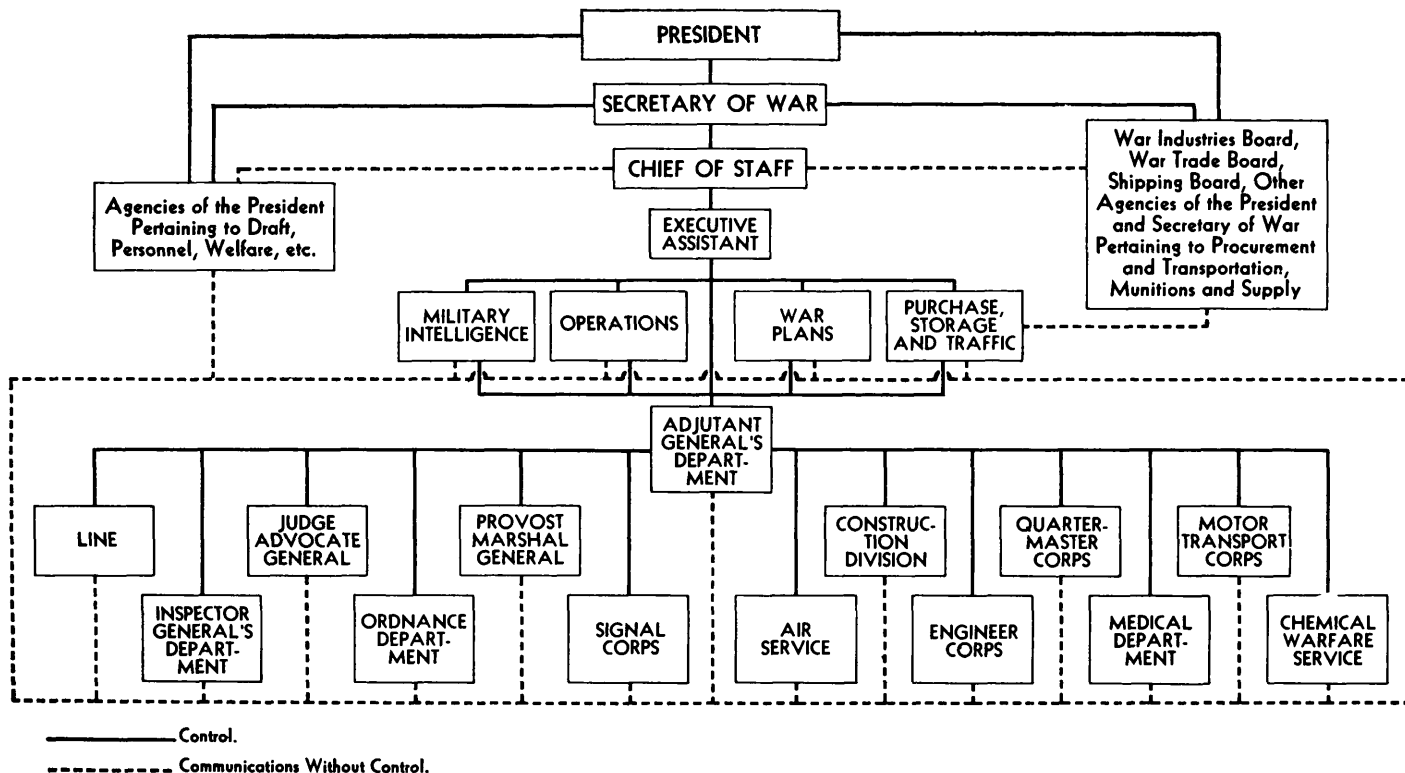 PRESIDENT
SECRETARY OF WAR
CHIEF OF STAFF
Agencies of the President
Pertaining to Draft,
Personnel, Welfare, etc.
War Industries Board,
War Trade Board,
Shipping Board, Other
Agencies of the President
and Secretary of War
Pertaining to Procurement
and Transportation,
Munitions and Supply
EXECUTIVE
ASSISTANT
MILITARY
INTELLIGENCE
OPERATIONS
WAR
PLANS
PURCHASE,
STORAGE
AND TRAFFIC
ADJUTANT
GENERAL'S
DEPART-
MENT
LINE
INSPECTOR
GENERAL'S
DEPART-
MENT
JUDGE
ADVOCATE
GENERAL
ORDNANCE
DEPART-
MENT
PROVOST
MARSHAL
GENERAL
SIGNAL
CORPS
AIR
SERVICE
CONSTRUC-
TION
DIVISION
ENGINEER
CORPS
QUARTER-
MASTER
CORPS
MEDICAL
DEPART-
MENT
MOTOR
TRANSPORT
CORPS
CHEMICAL
WARFARE
SERVICE
Control.
Communications Without Control.